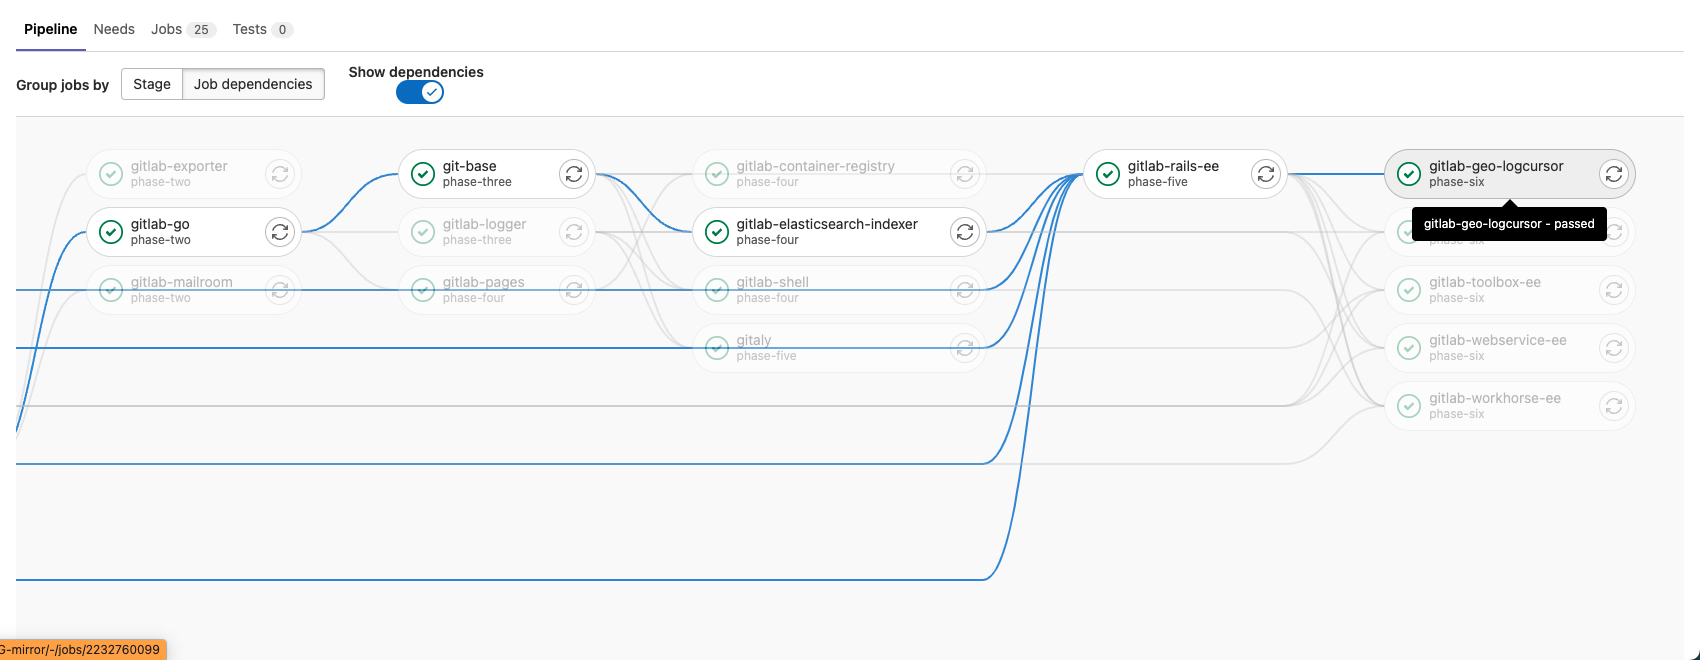 Pipeline Needs Jobs 25 Tests 0
Group jobs by Stage Job dependencies Show dependencies
gitlab-exporter
phase-two
gitlab-go
phase-two
gitlab-mailroom
phase-two
git-base
phase-three
gitlab-logger
phase-three
gitlab-pages
phase-four
gitlab-container-registry
phase-four
gitlab-elasticsearch-indexer
phase-four
gitlab-shell
phase-four
gitaly
phase-five
gitlab-rails-ee
phase-five
gitlab-geo-logcursor
phase-six
gitlab-geo-logcursor - passed
phase-six
gitlab-toolbox-ee
phase-six
gitlab-webservice-ee
phase-six
gitlab-workhorse-ee
phase-six
G-mirror/-/jobs/2232760099